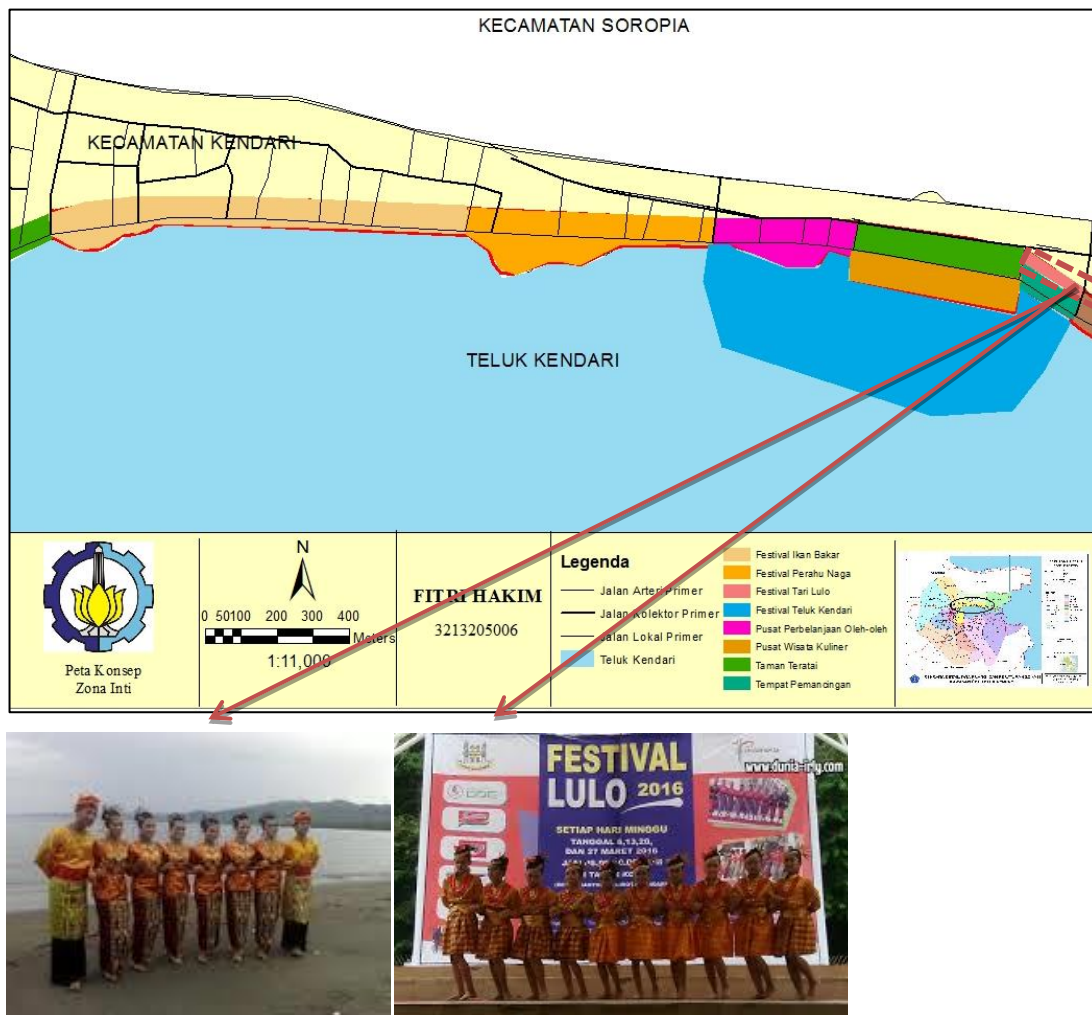 KECAMATAN SOROPIA
KECAMATAN KENDARI
TELUK KENDARI
Peta Konsep
Zona Inti
N
0 50100 200 300 400
Meters
1:11,000
FITRI HAKIM
3213205006
Legenda
Jalan Arteri Primer
Jalan Kolektor Primer
Jalan Lokal Primer
Teluk Kendari
Festival Ikan Bakar
Festival Perahu Naga
Festival Tari Lulo
Festival Teluk Kendari
Pusat Perbelanjaan Oleh-oleh
Pusat Wisata Kuliner
Taman Teratai
Tempat Pemancingan
FESTIVAL
LULO 2016
www.dunia-irly.com
SETIAP HARI MINGGU
TANGGAL 6,13,20,
DAN 27 MARET 2016